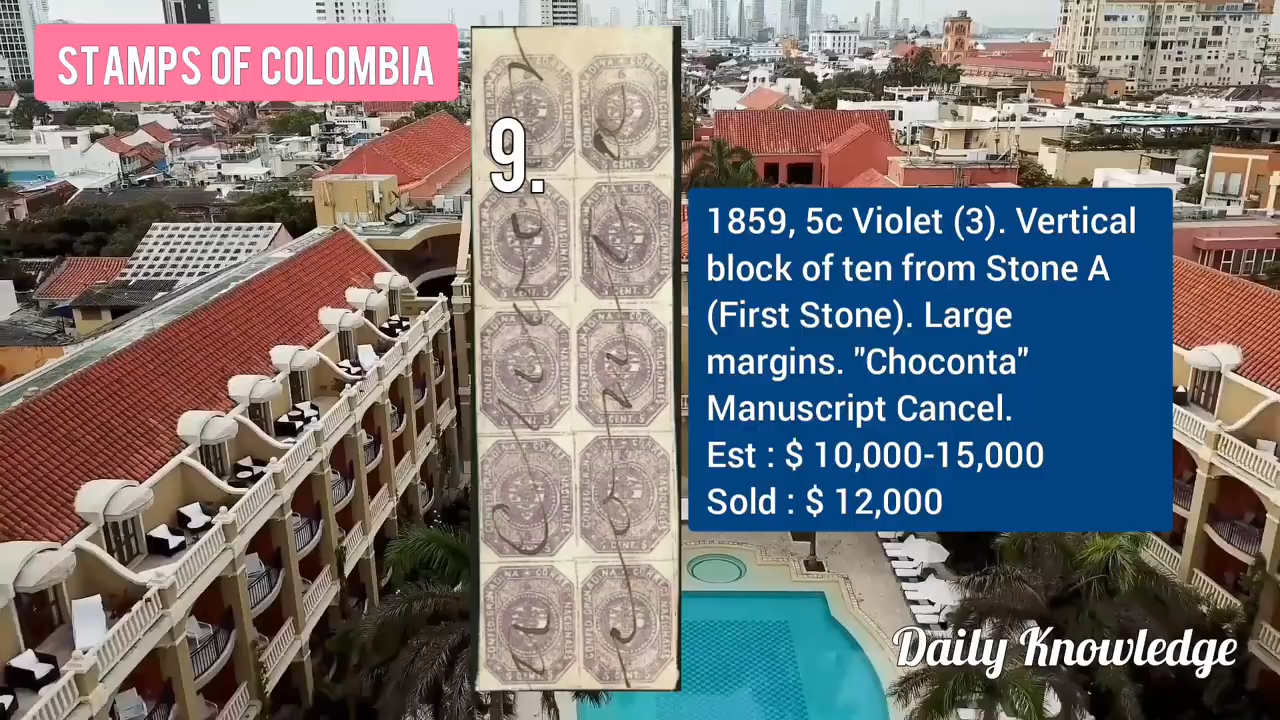 STAMPS OF COLOMBIA
9.
1859, 5c Violet (3). Vertical
block of ten from Stone A
(First Stone). Large
margins. "Choconta"
Manuscript Cancel.
Est : $ 10,000-15,000
Sold : $ 12,000
Daily Knowledge